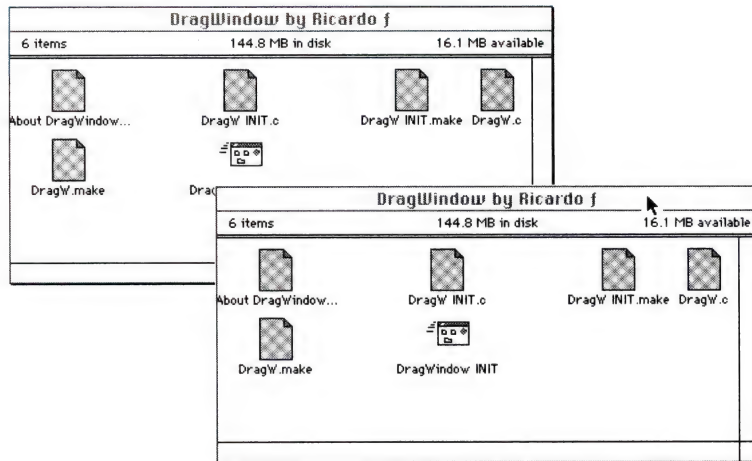 DragWindow by Ricardo ƒ
6 items 144.8 MB in disk 16.1 MB available
About DragWindow... DragW INIT.c DragW INIT.make DragW.c
DragW.make Drag
DragWindow by Ricardo ƒ
6 items 144.8 MB in disk 16.1 MB available
About DragWindow... DragW INIT.c DragW INIT.make DragW.c
DragW.make DragWindow INIT